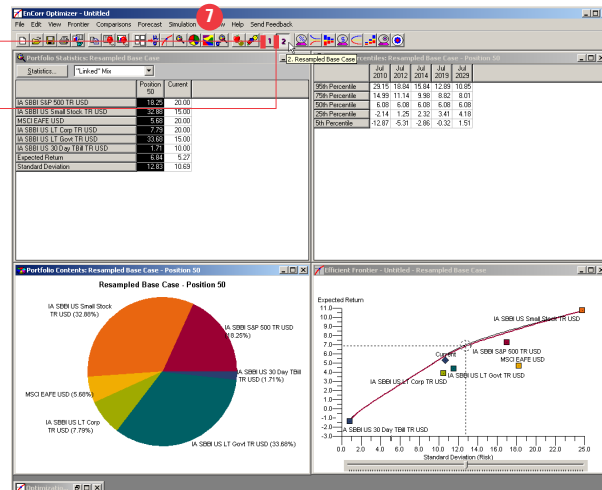 EnCorr Optimizer - Untitled
File Edit View Frontier Comparisons Forecast Simulation Help Send Feedback
7
1 2
2. Resampled Base Case
Portfolio Statistics: Resampled Base Case
Statistics... "Linked" Mix
Position 50 Current
IA SBBI S&P 500 TR USD 18.25 20.00
IA SBBI US Small Stock TR USD 32.88 15.00
MSCI EAFE USD 5.68 20.00
IA SBBI US LT Corp TR USD 7.79 20.00
IA SBBI US LT Govt TR USD 33.68 15.00
IA SBBI US 30 Day TBill TR USD 1.71 10.00
Expected Return 6.84 5.27
Standard Deviation 12.83 10.69
Resampled Base Case - Position 50
Jul Jul Jul Jul Jul
2010 2012 2014 2019 2029
95th Percentile 29.15 18.84 15.84 12.89 10.85
75th Percentile 14.99 11.14 9.98 8.82 8.01
50th Percentile 6.08 6.08 6.08 6.08 6.08
25th Percentile -2.14 1.25 2.32 3.41 4.18
5th Percentile -12.87 -5.31 -2.86 -0.32 1.51
Portfolio Contents: Resampled Base Case - Position 50
Resampled Base Case - Position 50
IA SBBI US Small Stock
TR USD (32.88%)
IA SBBI S&P 500 TR USD
(18.25%)
IA SBBI US 30 Day TBill
TR USD (1.71%)
MSCI EAFE USD (5.68%)
IA SBBI US LT Corp
TR USD (7.79%)
IA SBBI US LT Govt TR USD (33.68%)
Efficient Frontier - Untitled - Resampled Base Case
Expected Return
11.0
10.0
9.0
8.0
7.0
6.0
5.0
4.0
3.0
2.0
1.0
0.0
-1.0
-2.0
-3.0
IA SBBI US Small Stock TR USD
IA SBBI S&P 500 TR USD
Current
MSCI EAFE USD
IA SBBI US LT Govt TR USD
IA SBBI US LT Corp TR USD
IA SBBI US 30 Day TBill TR USD
0.0 2.0 4.0 6.0 8.0 10.0 12.0 14.0 16.0 18.0 20.0 22.0 25.0
Standard Deviation (Risk)